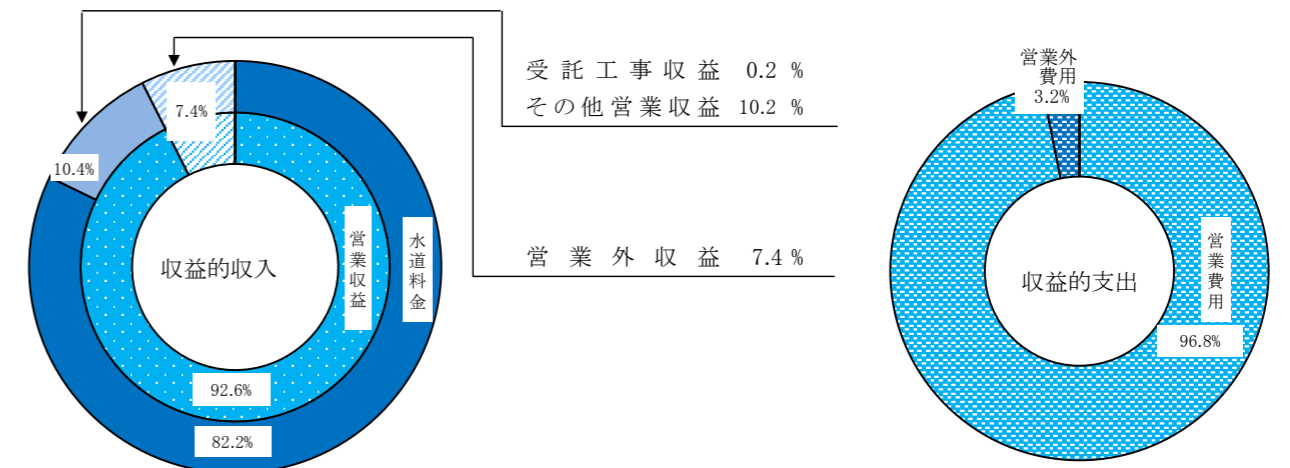 受託工事収益 0.2 %
その他営業収益 10.2 %
7.4%
10.4%
営業外収益 7.4 %
営業収益
水道料金
収益的収入
92.6%
82.2%
営業外
費用
3.2%
営業費用
収益的支出
96.8%